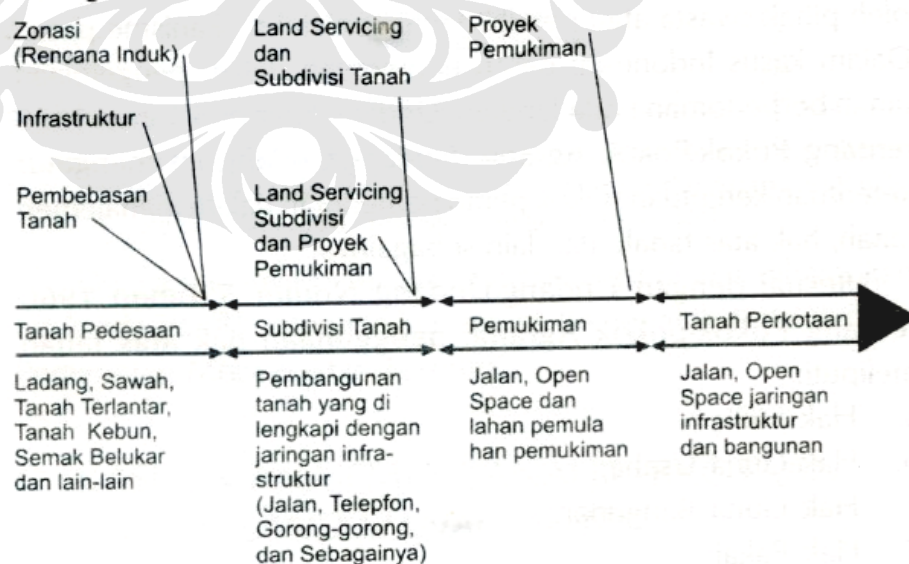 Zonasi
(Rencana Induk)
Infrastruktur
Pembebasan
Tanah
Land Servicing
dan
Subdivisi Tanah
Land Servicing
Subdivisi
dan Proyek
Pemukiman
Proyek
Pemukiman
Tanah Pedesaan
Subdivisi Tanah
Pemukiman
Tanah Perkotaan
Ladang, Sawah,
Tanah Terlantar,
Tanah Kebun,
Semak Belukar
dan lain-lain
Pembangunan
tanah yang di
lengkapi dengan
jaringan infra-
struktur
(Jalan, Telepfon,
Gorong-gorong,
dan Sebagainya)
Jalan, Open
Space dan
lahan pemula
han pemukiman
Jalan, Open
Space jaringan
infrastruktur
dan bangunan